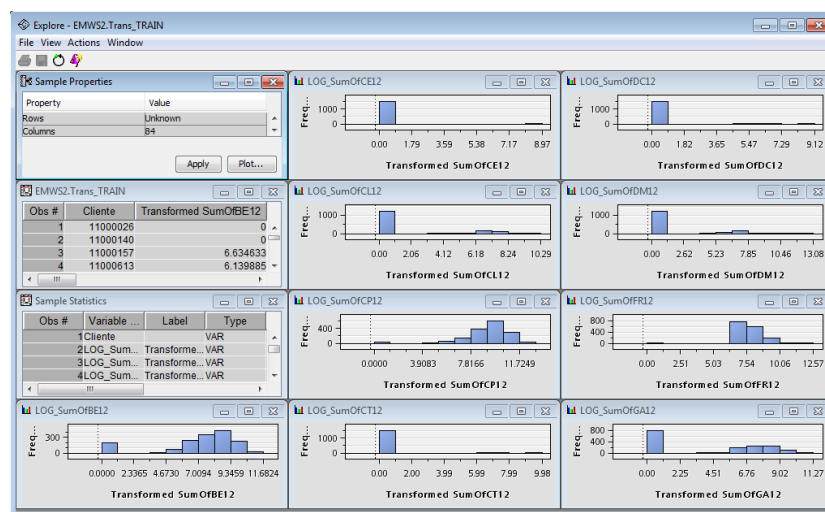 Explore - EMWS2.Trans_TRAIN
File View Actions Window
Sample Properties
Property Value
Rows Unknown
Columns 84
Apply Plot...
LOG_SumOfCE12
Freq...
1000
0
0.00 1.79 3.59 5.38 7.17 8.97
Transformed SumOfCE12
LOG_SumOfDC12
Freq...
1000
0
0.00 1.82 3.65 5.47 7.29 9.12
Transformed SumOfDC12
EMWS2.Trans_TRAIN
Obs # Cliente Transformed SumOfBE12
1 11000026 0
2 11000140 0
3 11000157 6.634633
4 11000613 6.139885
LOG_SumOfCL12
Freq...
1000
0
0.00 2.06 4.12 6.18 8.24 10.29
Transformed SumOfCL12
LOG_SumOfDM12
Freq...
1000
0
0.00 2.62 5.23 7.85 10.46 13.08
Transformed SumOfDM12
Sample Statistics
Obs # Variable ... Label Type
1 Cliente VAR
2 LOG_Sum... Transforme... VAR
3 LOG_Sum... Transforme... VAR
4 LOG_Sum... Transforme... VAR
LOG_SumOfCP12
Freq...
400
0
0.0000 3.9083 7.8166 11.7249
Transformed SumOfCP12
LOG_SumOfFR12
Freq...
800
400
0
0.00 2.51 5.03 7.54 10.06 12.57
Transformed SumOfFR12
LOG_SumOfBE12
Freq...
300
0
0.0000 2.3365 4.6730 7.0094 9.3459 11.6824
Transformed SumOfBE12
LOG_SumOfCT12
Freq...
1000
0
0.00 2.00 3.99 5.99 7.99 9.98
Transformed SumOfCT12
LOG_SumOfGA12
Freq...
800
400
0
0.00 2.25 4.51 6.76 9.02 11.27
Transformed SumOfGA12